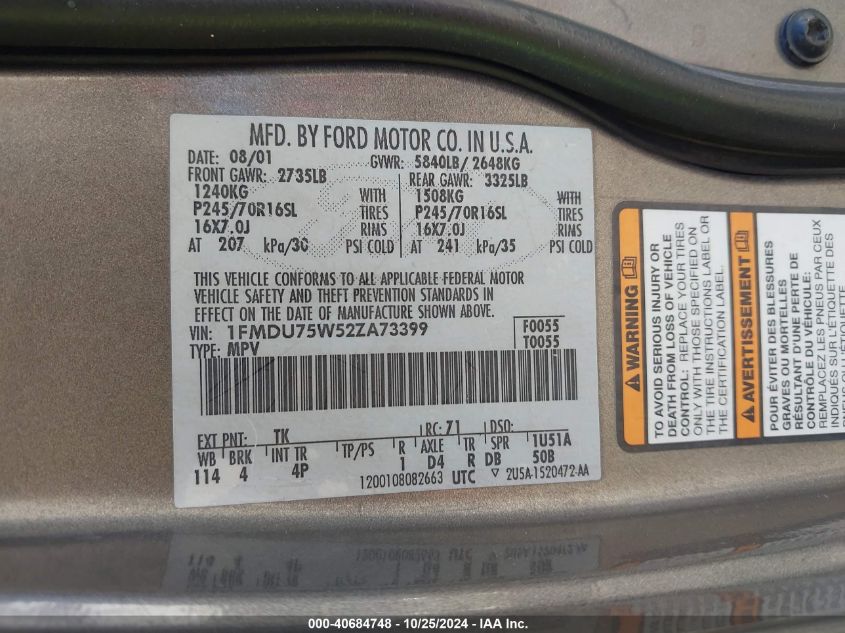 MFD. BY FORD MOTOR CO. IN U.S.A.
DATE: 08/01 GVWR: 5840LB/ 2648KG
FRONT GAWR: 2735LB REAR GAWR: 3325LB
1240KG WITH 1508KG WITH
P245/70R16SL TIRES P245/70R16SL TIRES
16X7.0J RIMS 16X7.0J RIMS
AT 207 kPa/30 PSI COLD AT 241 kPa/35 PSI COLD
THIS VEHICLE CONFORMS TO ALL APPLICABLE FEDERAL MOTOR
VEHICLE SAFETY AND THEFT PREVENTION STANDARDS IN
EFFECT ON THE DATE OF MANUFACTURE SHOWN ABOVE.
VIN: 1FMDU75W52ZA73399 F0055
TYPE: MPV T0055
EXT PNT: TK RC: 71 DSO:
WB BRK INT TR TP/PS R AXLE TR SPR 1U51A
114 4 4P 1 D4 R DB 50B
1200108082663 UTC ▽ 2U5A-1520472-AA
WARNING
TO AVOID SERIOUS INJURY OR
DEATH FROM LOSS OF VEHICLE
CONTROL: REPLACE YOUR TIRES
ONLY WITH THOSE SPECIFIED ON
THE TIRE INSTRUCTIONS LABEL OR
THE CERTIFICATION LABEL.
AVERTISSEMENT
POUR ÉVITER DES BLESSURES
GRAVES OU MORTELLES
RÉSULTANT D'UNE PERTE DE
CONTRÔLE DU VÉHICULE:
REMPLACEZ LES PNEUS PAR CEUX
INDIQUÉS SUR L'ÉTIQUETTE DES
000-40684748 - 10/25/2024 - IAA Inc.